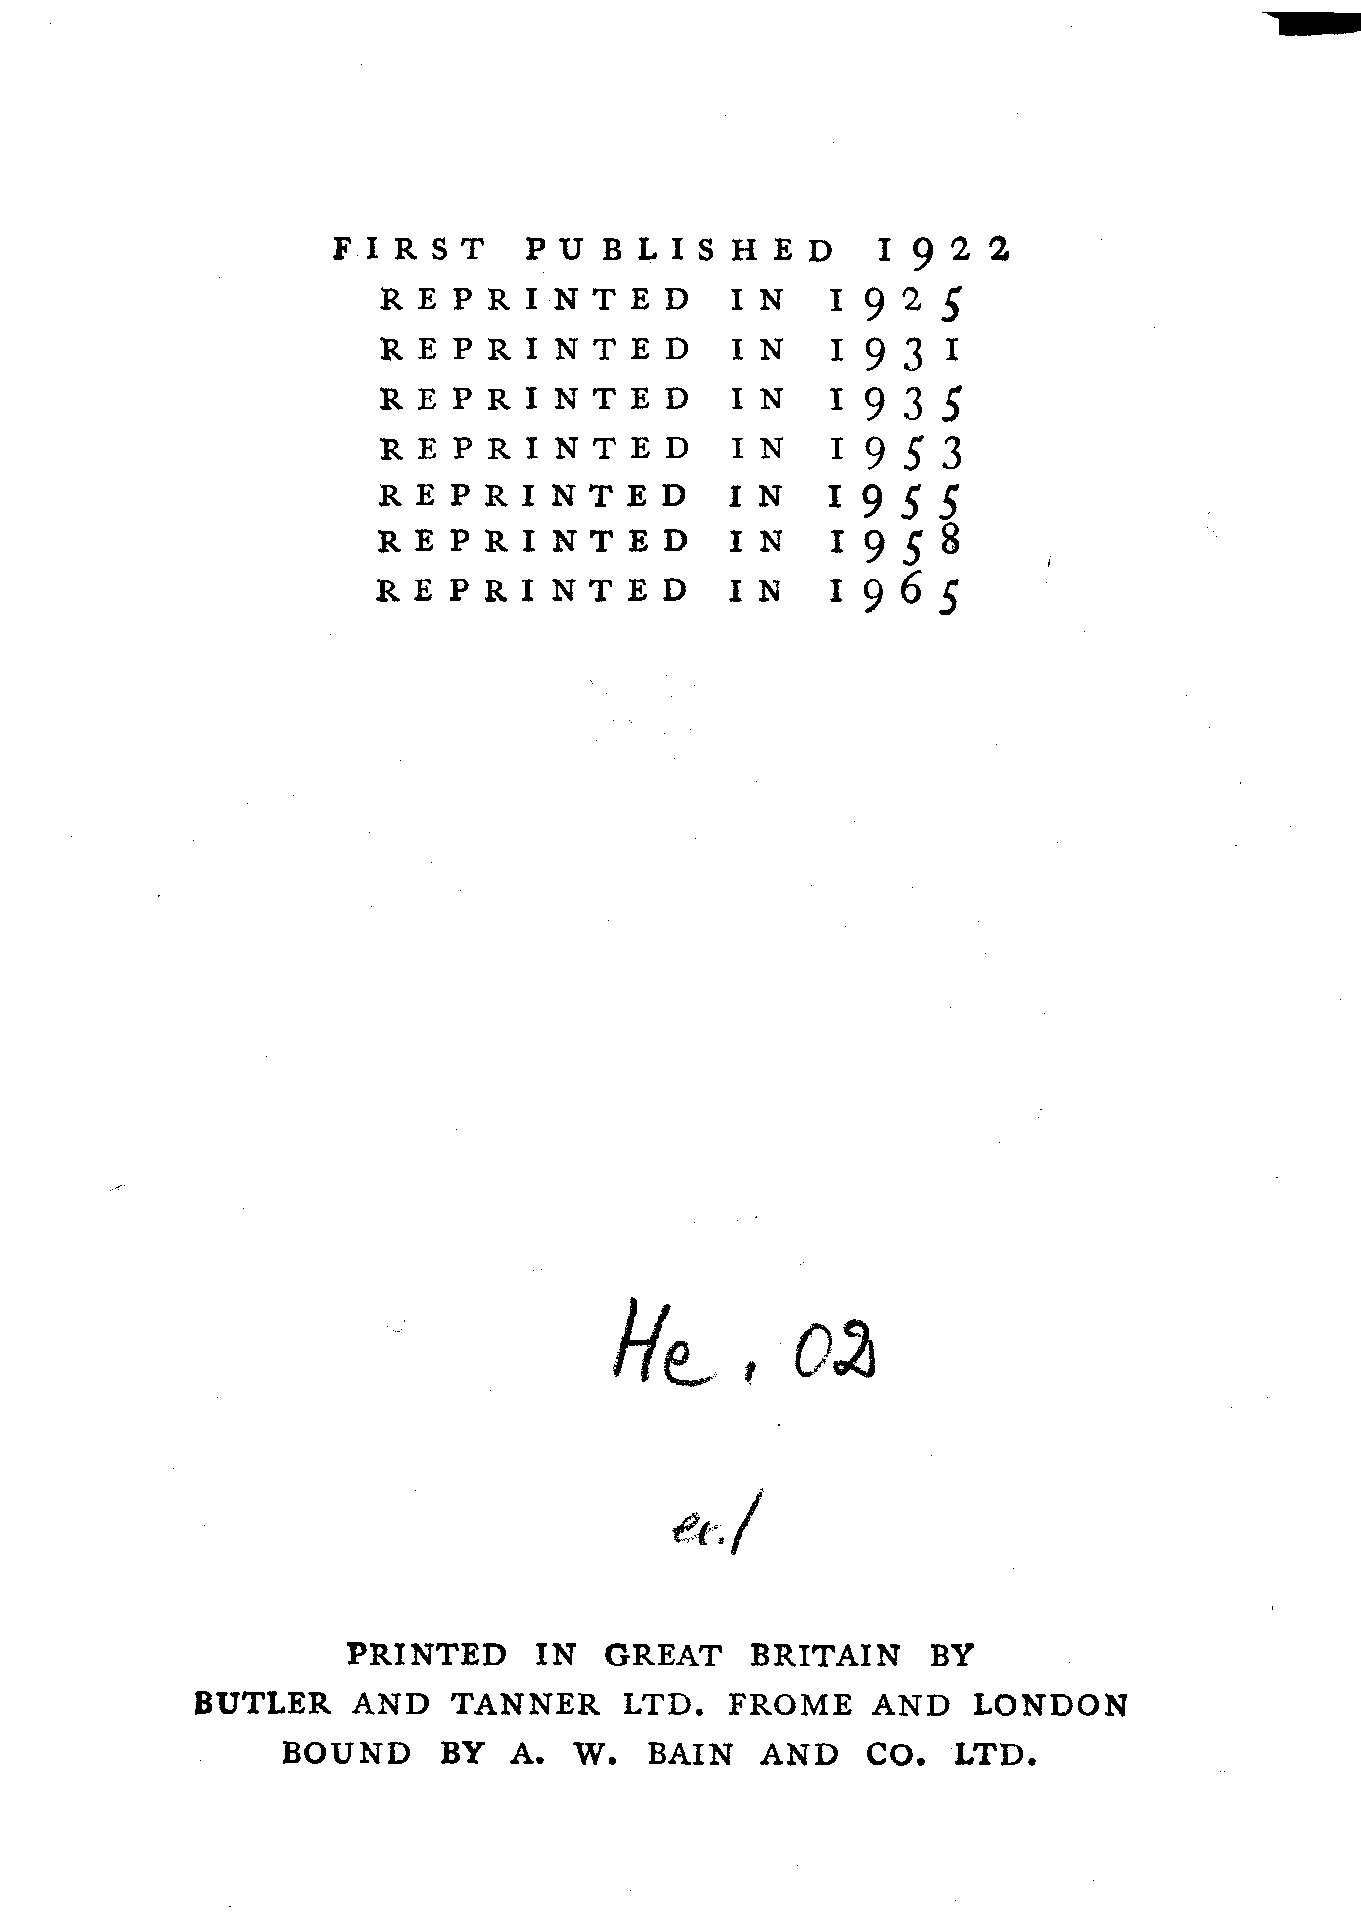 FIRST PUBLISHED 1922
REPRINTED IN 1925
REPRINTED IN 1931
REPRINTED IN 1935
REPRINTED IN 1953
REPRINTED IN 1955
REPRINTED IN 1958
REPRINTED IN 1965
He. 02
PRINTED IN GREAT BRITAIN BY
BUTLER AND TANNER LTD. FROME AND LONDON
BOUND BY A. W. BAIN AND CO. LTD.